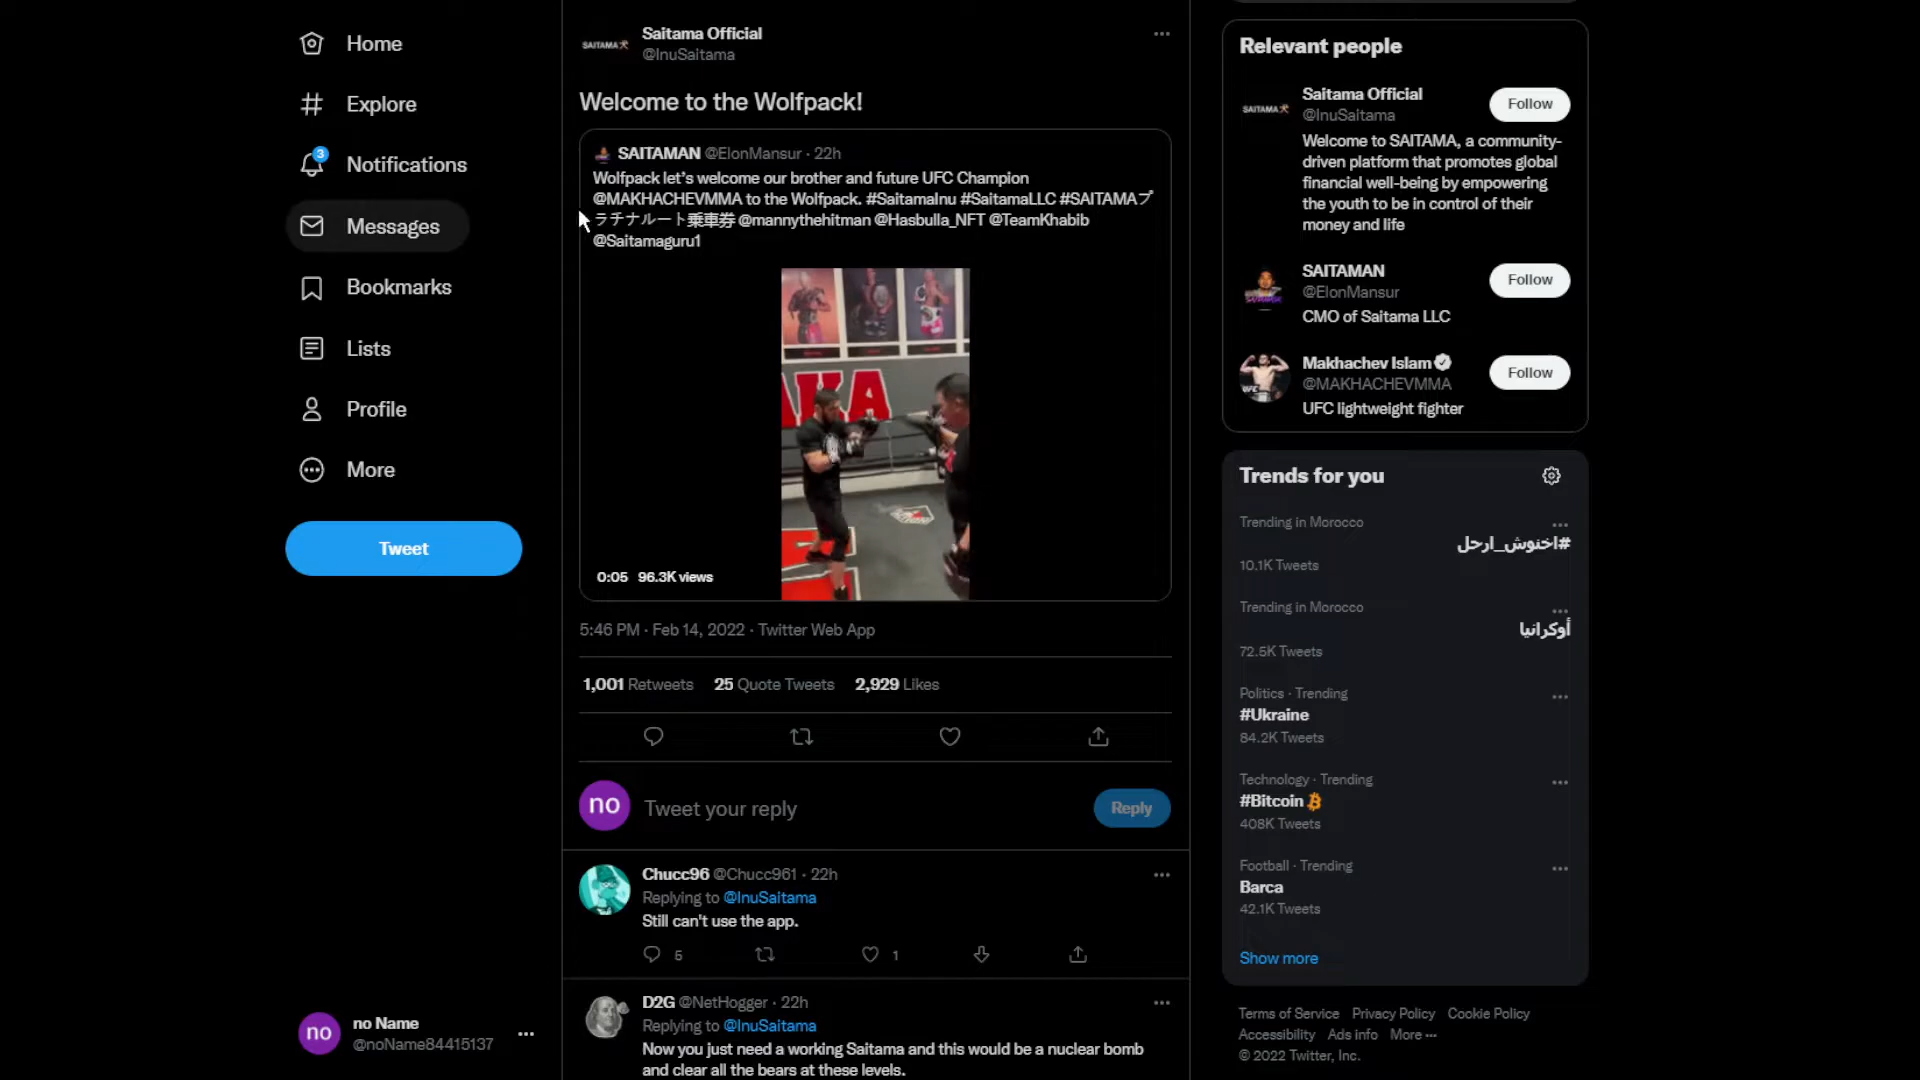 Home
Explore
3
Notifications
Messages
Bookmarks
Lists
Profile
More
Tweet
no
no Name
@noName84415137
SAITAMA
Saitama Official
@InuSaitama
Welcome to the Wolfpack!
SAITAMAN @ElonMansur · 22h
Wolfpack let's welcome our brother and future UFC Champion
@MAKHACHEVMMA to the Wolfpack. #SaitamaInu #SaitamaLLC #SAITAMAプ
ラチナルート乗車券 @mannythehitman @Hasbulla_NFT @TeamKhabib
@Saitamaguru1
AKA
0:05 96.3K views
5:46 PM · Feb 14, 2022 · Twitter Web App
1,001 Retweets 25 Quote Tweets 2,929 Likes
no
Tweet your reply
Reply
Chucc96 @Chucc961 · 22h
Replying to @InuSaitama
Still can't use the app.
5 1
D2G @NetHogger · 22h
Replying to @InuSaitama
Now you just need a working Saitama and this would be a nuclear bomb
and clear all the bears at these levels.
Relevant people
SAITAMA
Saitama Official
@InuSaitama
Follow
Welcome to SAITAMA, a community-
driven platform that promotes global
financial well-being by empowering
the youth to be in control of their
money and life
SAITAMAN
@ElonMansur
Follow
CMO of Saitama LLC
Makhachev Islam
@MAKHACHEVMMA
Follow
UFC lightweight fighter
Trends for you
Trending in Morocco
#اخنوش_ارحل
10.1K Tweets
Trending in Morocco
أوكرانيا
72.5K Tweets
Politics · Trending
#Ukraine
84.2K Tweets
Technology · Trending
#Bitcoin
408K Tweets
Football · Trending
Barca
42.1K Tweets
Show more
Terms of Service Privacy Policy Cookie Policy
Accessibility Ads info More
© 2022 Twitter, Inc.